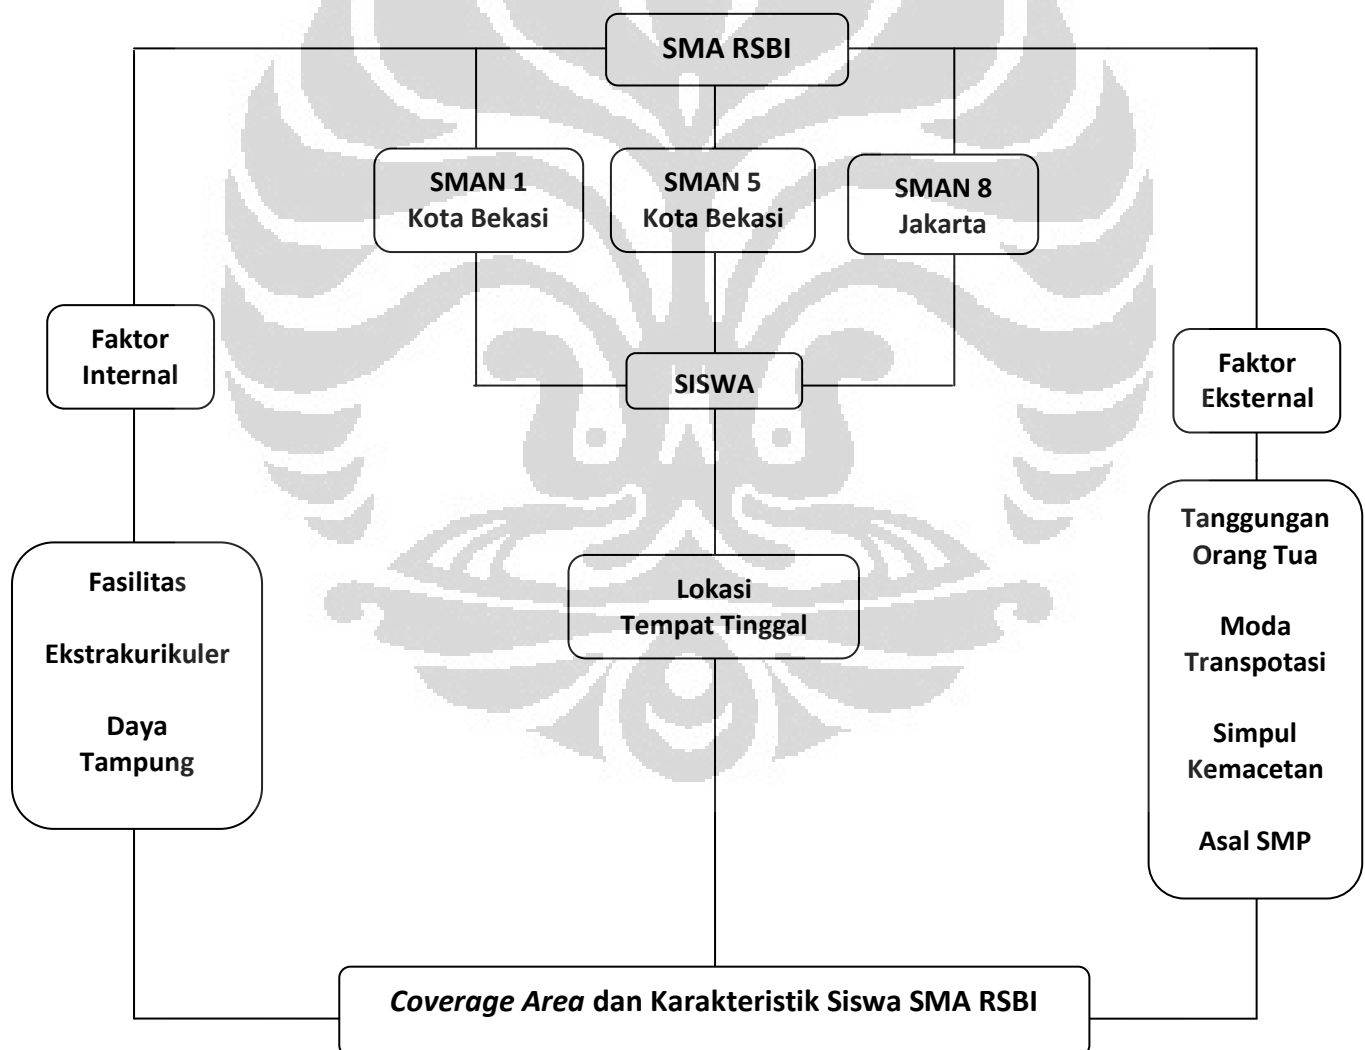 SMA RSBI
SMAN 1
Kota Bekasi
SMAN 5
Kota Bekasi
SMAN 8
Jakarta
Faktor
Internal
SISWA
Faktor
Eksternal
Fasilitas
Ekstrakurikuler
Daya
Tampung
Lokasi
Tempat Tinggal
Tanggungan
Orang Tua
Moda
Transpotasi
Simpul
Kemacetan
Asal SMP
Coverage Area dan Karakteristik Siswa SMA RSBI